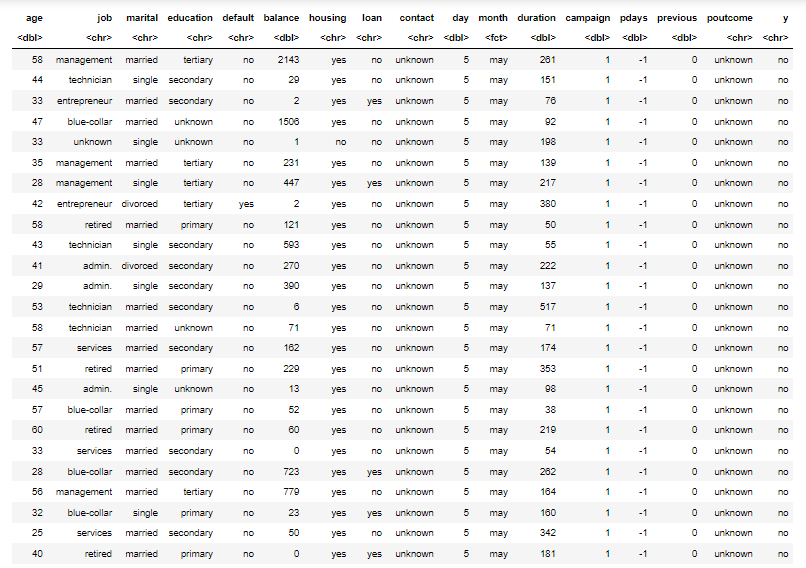 age job marital education default balance housing loan contact day month duration campaign pdays previous poutcome y
<dbl> <chr> <chr> <chr> <chr> <dbl> <chr> <chr> <chr> <dbl> <fct> <dbl> <dbl> <dbl> <dbl> <chr> <chr>
58 management married tertiary no 2143 yes no unknown 5 may 261 1 -1 0 unknown no
44 technician single secondary no 29 yes no unknown 5 may 151 1 -1 0 unknown no
33 entrepreneur married secondary no 2 yes yes unknown 5 may 76 1 -1 0 unknown no
47 blue-collar married unknown no 1506 yes no unknown 5 may 92 1 -1 0 unknown no
33 unknown single unknown no 1 no no unknown 5 may 198 1 -1 0 unknown no
35 management married tertiary no 231 yes no unknown 5 may 139 1 -1 0 unknown no
28 management single tertiary no 447 yes yes unknown 5 may 217 1 -1 0 unknown no
42 entrepreneur divorced tertiary yes 2 yes no unknown 5 may 380 1 -1 0 unknown no
58 retired married primary no 121 yes no unknown 5 may 50 1 -1 0 unknown no
43 technician single secondary no 593 yes no unknown 5 may 55 1 -1 0 unknown no
41 admin. divorced secondary no 270 yes no unknown 5 may 222 1 -1 0 unknown no
29 admin. single secondary no 390 yes no unknown 5 may 137 1 -1 0 unknown no
53 technician married secondary no 6 yes no unknown 5 may 517 1 -1 0 unknown no
58 technician married unknown no 71 yes no unknown 5 may 71 1 -1 0 unknown no
57 services married secondary no 162 yes no unknown 5 may 174 1 -1 0 unknown no
51 retired married primary no 229 yes no unknown 5 may 353 1 -1 0 unknown no
45 admin. single unknown no 13 yes no unknown 5 may 98 1 -1 0 unknown no
57 blue-collar married primary no 52 yes no unknown 5 may 38 1 -1 0 unknown no
60 retired married primary no 60 yes no unknown 5 may 219 1 -1 0 unknown no
33 services married secondary no 0 yes no unknown 5 may 54 1 -1 0 unknown no
28 blue-collar married secondary no 723 yes yes unknown 5 may 262 1 -1 0 unknown no
56 management married tertiary no 779 yes no unknown 5 may 164 1 -1 0 unknown no
32 blue-collar single primary no 23 yes yes unknown 5 may 160 1 -1 0 unknown no
25 services married secondary no 50 yes no unknown 5 may 342 1 -1 0 unknown no
40 retired married primary no 0 yes yes unknown 5 may 181 1 -1 0 unknown no